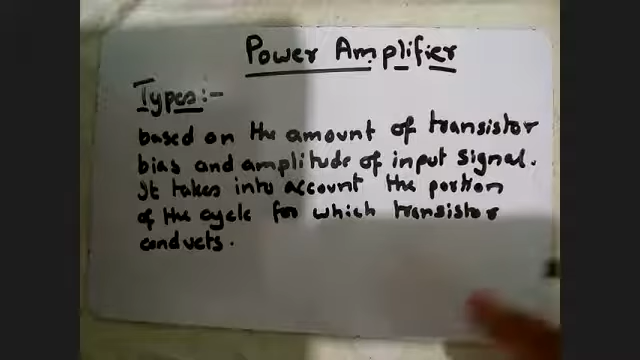 Power Amplifier
Types:-
based on the amount of transistor
bias and amplitude of input signal.
It takes into account the portion
of the cycle for which transistor
conducts.